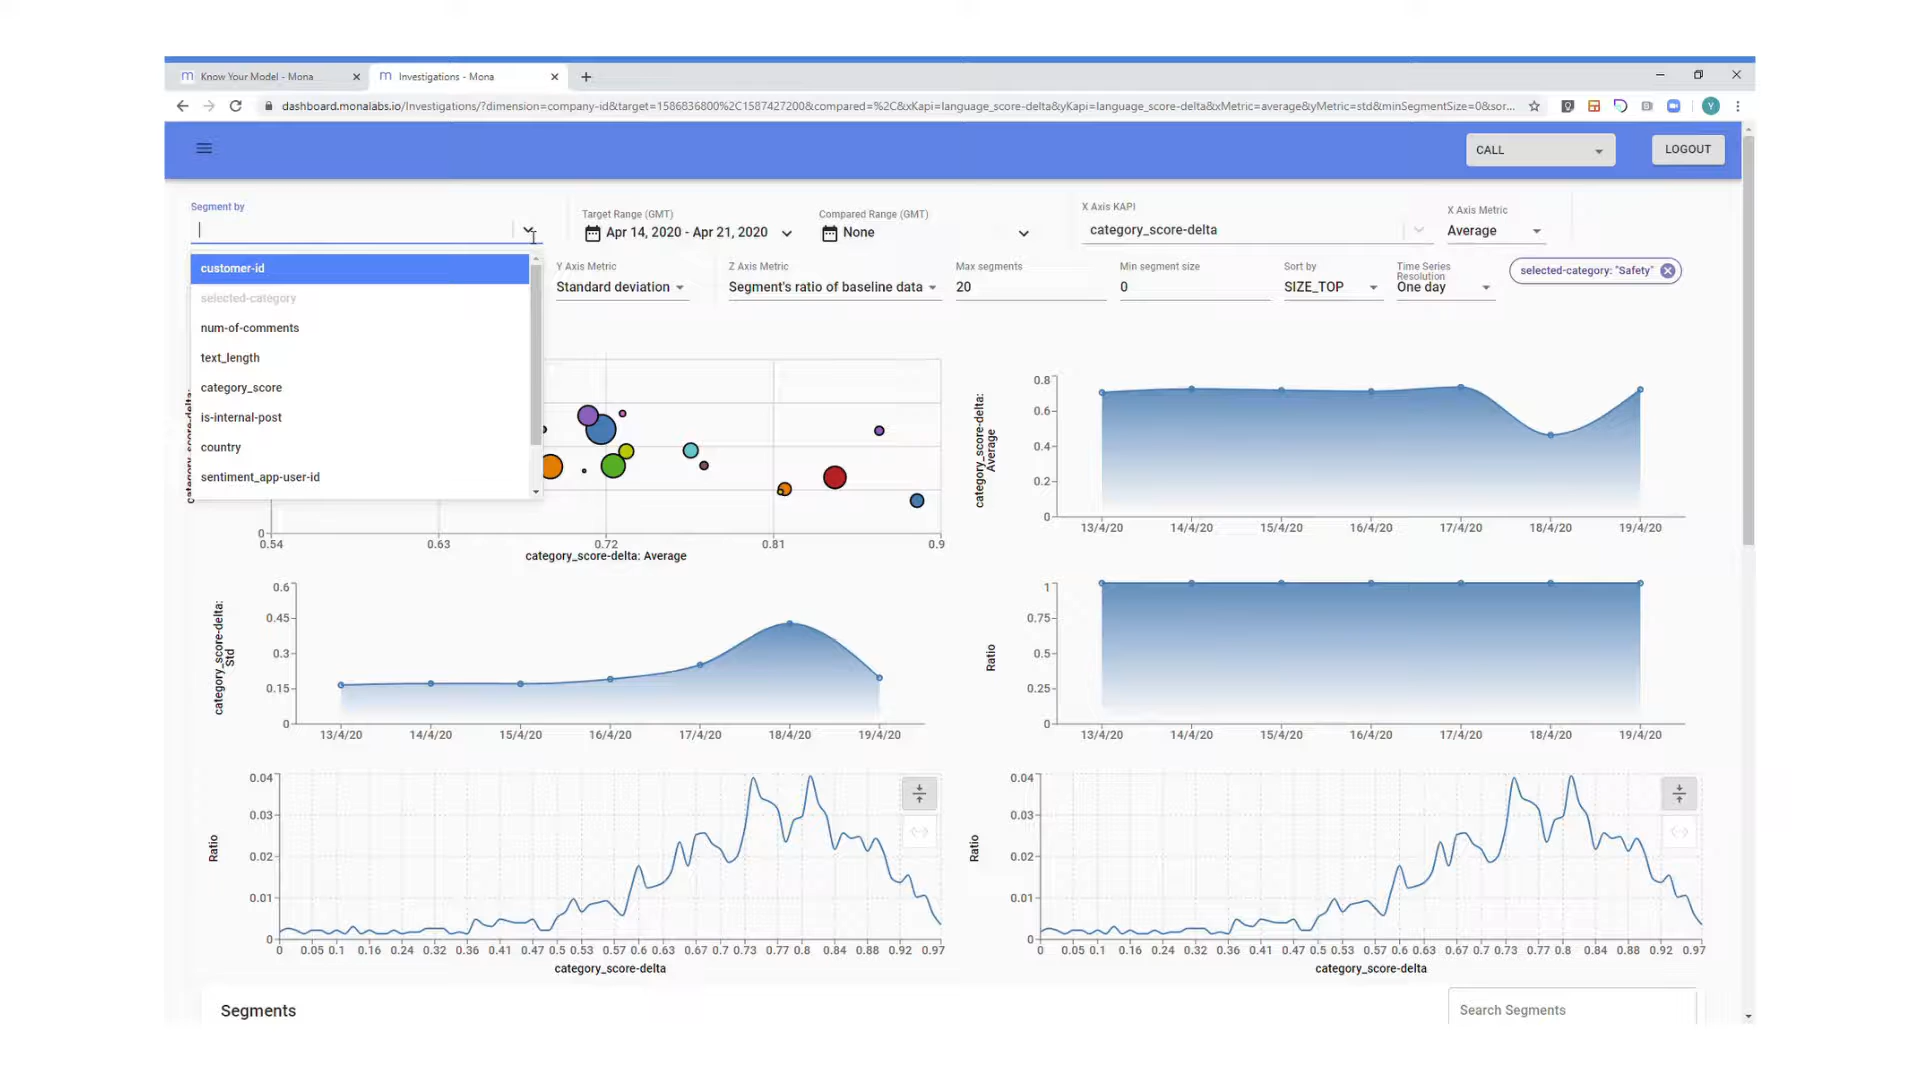 Know Your Model - Mona
Investigations - Mona
dashboard.monalabs.io/Investigations/?dimension=company-id&target=1586836800%2C1587427200&compared=%2C&xKapi=language_score-delta&yKapi=language_score-delta&xMetric=average&yMetric=std&minSegmentSize=0&sor...
Y
CALL
LOGOUT
Segment by
Target Range (GMT)
Apr 14, 2020 - Apr 21, 2020
Compared Range (GMT)
None
X Axis KAPI
category_score-delta
X Axis Metric
Average
customer-id
selected-category
num-of-comments
text_length
category_score
is-internal-post
country
sentiment_app-user-id
Y Axis Metric
Standard deviation
Z Axis Metric
Segment's ratio of baseline data
Max segments
20
Min segment size
0
Sort by
SIZE_TOP
Time Series Resolution
One day
selected-category: "Safety"
0
0.54 0.63 0.72 0.81 0.9
category_score-delta: Average
category_score-delta:
Average
0.8
0.6
0.4
0.2
0
13/4/20 14/4/20 15/4/20 16/4/20 17/4/20 18/4/20 19/4/20
category_score-delta:
Std
0.6
0.45
0.3
0.15
0
13/4/20 14/4/20 15/4/20 16/4/20 17/4/20 18/4/20 19/4/20
Ratio
1
0.75
0.5
0.25
0
13/4/20 14/4/20 15/4/20 16/4/20 17/4/20 18/4/20 19/4/20
Ratio
0.04
0.03
0.02
0.01
0
0 0.05 0.1 0.16 0.24 0.32 0.36 0.41 0.47 0.5 0.53 0.57 0.6 0.63 0.67 0.7 0.73 0.77 0.8 0.84 0.88 0.92 0.97
category_score-delta
Ratio
0.04
0.03
0.02
0.01
0
0 0.05 0.1 0.16 0.24 0.32 0.36 0.41 0.47 0.5 0.53 0.57 0.6 0.63 0.67 0.7 0.73 0.77 0.8 0.84 0.88 0.92 0.97
category_score-delta
Segments
Search Segments